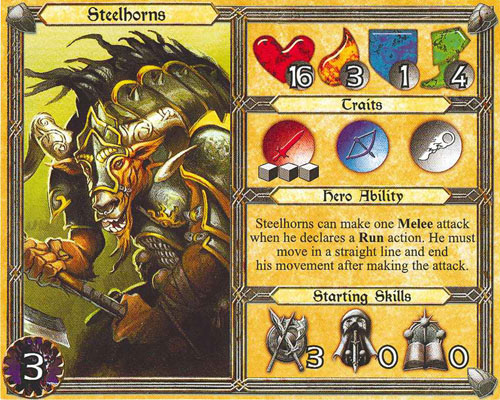 Steelhorns
16 3 1 4
Traits
Hero Ability
Steelhorns can make one Melee attack
when he declares a Run action. He must
move in a straight line and end
his movement after making the attack.
Starting Skills
3 0 0
3